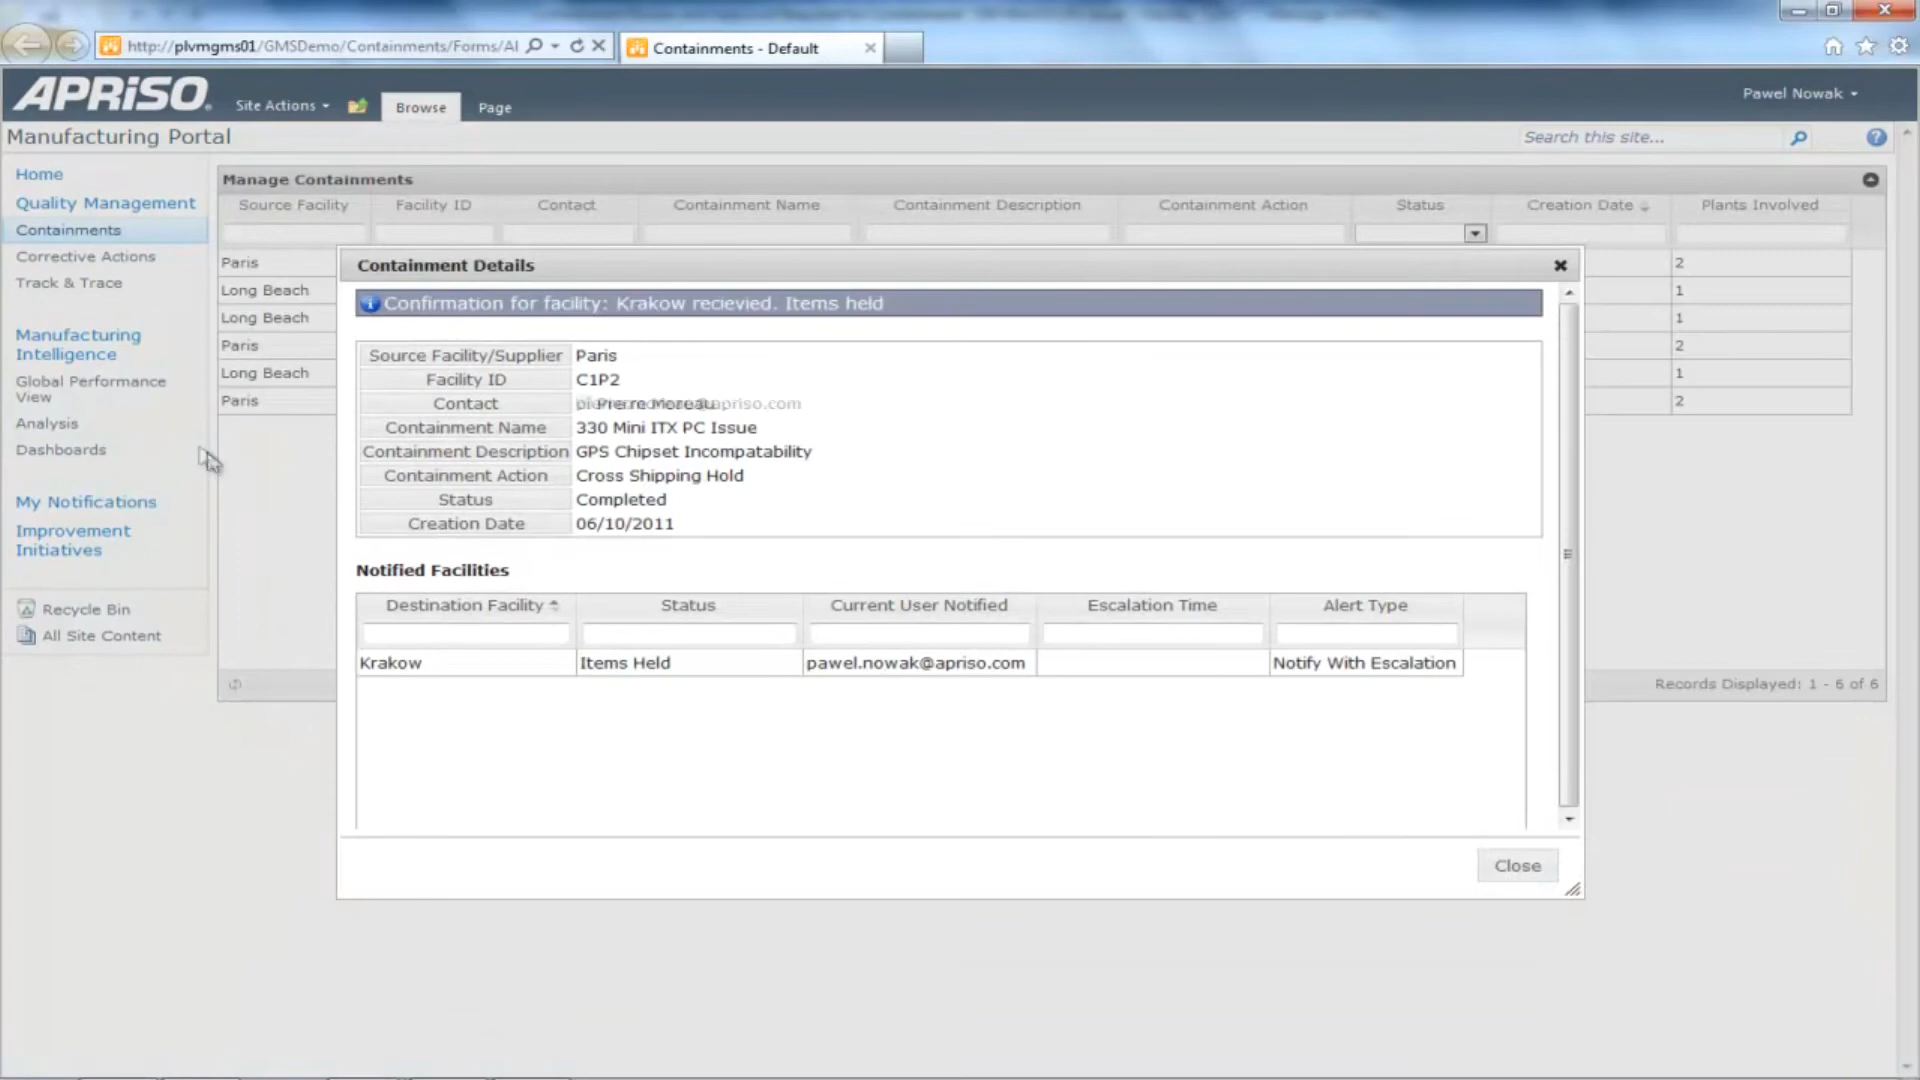 http://plvmgms01/GMSDemo/Containments/Forms/Al
Containments - Default
APRiSO
Site Actions
Browse
Page
Pawel Nowak
Manufacturing Portal
Search this site...
Home
Quality Management
Containments
Corrective Actions
Track & Trace
Manufacturing
Intelligence
Global Performance
View
Analysis
Dashboards
My Notifications
Improvement
Initiatives
Recycle Bin
All Site Content
Manage Containments
Source Facility Facility ID Contact Containment Name Containment Description Containment Action Status Creation Date Plants Involved
Paris 2
Long Beach 1
Long Beach 1
Paris 2
Long Beach 1
Paris 2
Records Displayed: 1 - 6 of 6
Containment Details
Confirmation for facility: Krakow recievied. Items held
Source Facility/Supplier Paris
Facility ID C1P2
Contact Pierre Moreau
Containment Name 330 Mini ITX PC Issue
Containment Description GPS Chipset Incompatability
Containment Action Cross Shipping Hold
Status Completed
Creation Date 06/10/2011
Notified Facilities
Destination Facility Status Current User Notified Escalation Time Alert Type
Krakow Items Held pawel.nowak@apriso.com Notify With Escalation
Close